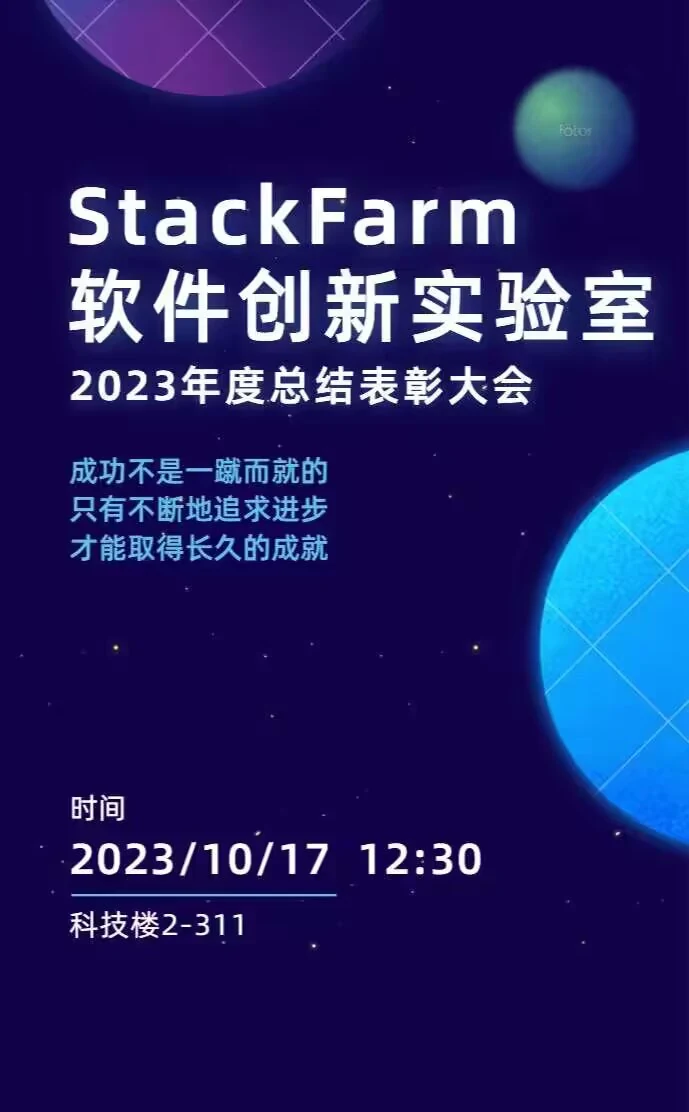 Fotor
StackFarm
软件创新实验室
2023年度总结表彰大会
成功不是一蹴而就的
只有不断地追求进步
才能取得长久的成就
时间
2023/10/17 12:30
科技楼2-311